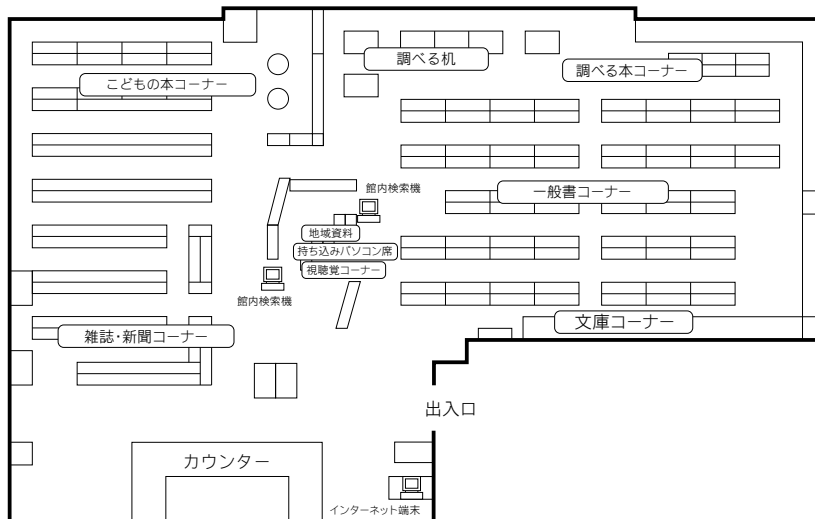 調べる机
調べる本コーナー
こどもの本コーナー
館内検索機
一般書コーナー
地域資料
持ち込みパソコン席
視聴覚コーナー
館内検索機
雑誌・新聞コーナー
文庫コーナー
出入口
カウンター
インターネット端末